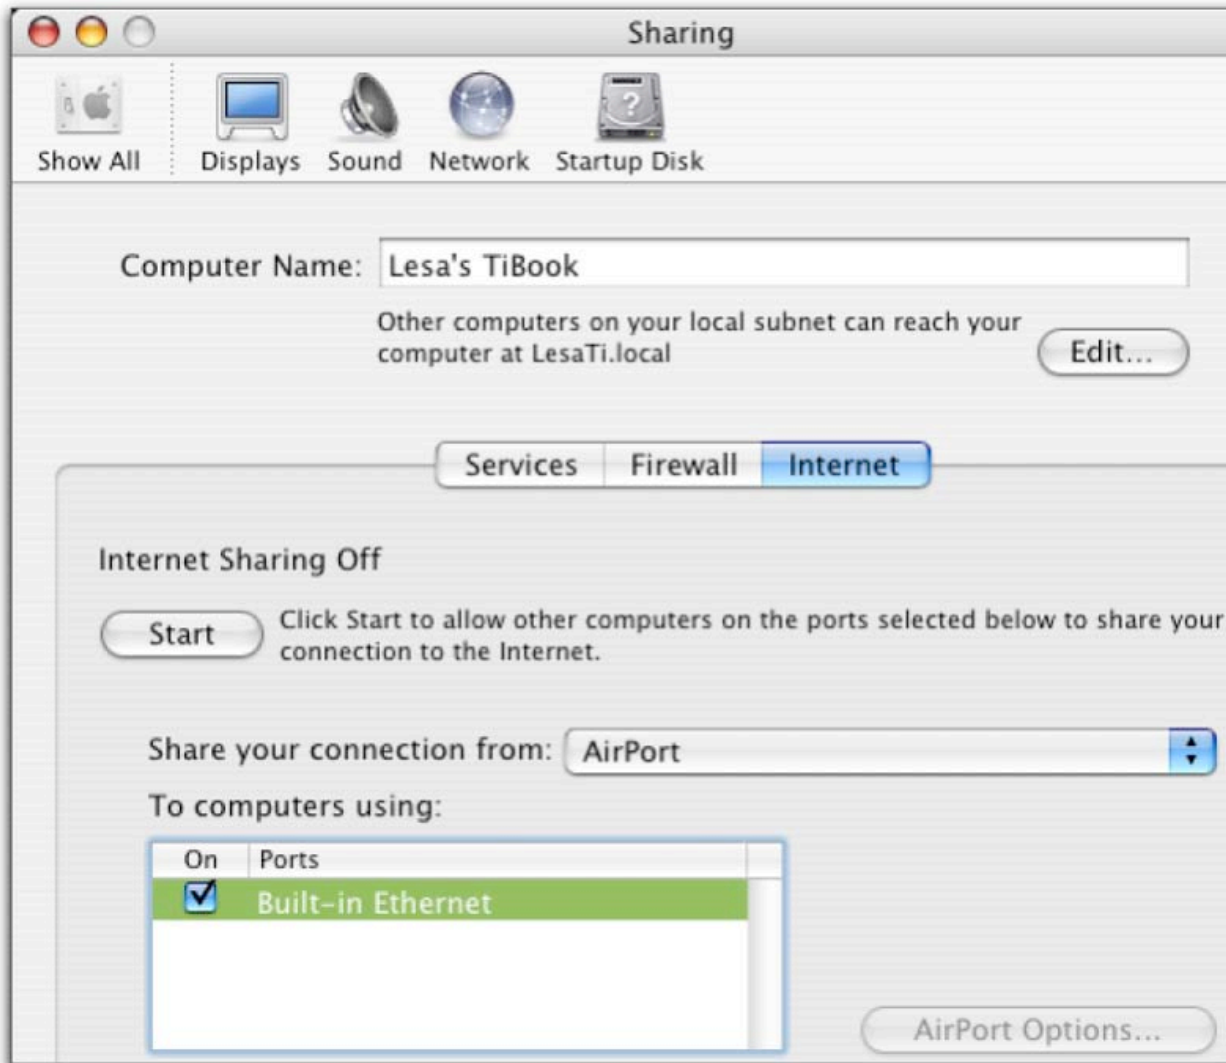 Sharing
Show All
Displays
Sound
Network
Startup Disk
Computer Name: Lesa's TiBook
Other computers on your local subnet can reach your
computer at LesaTi.local
Edit...
Services
Firewall
Internet
Internet Sharing Off
Start
Click Start to allow other computers on the ports selected below to share your
connection to the Internet.
Share your connection from: AirPort
To computers using:
On Ports
Built-in Ethernet
AirPort Options...